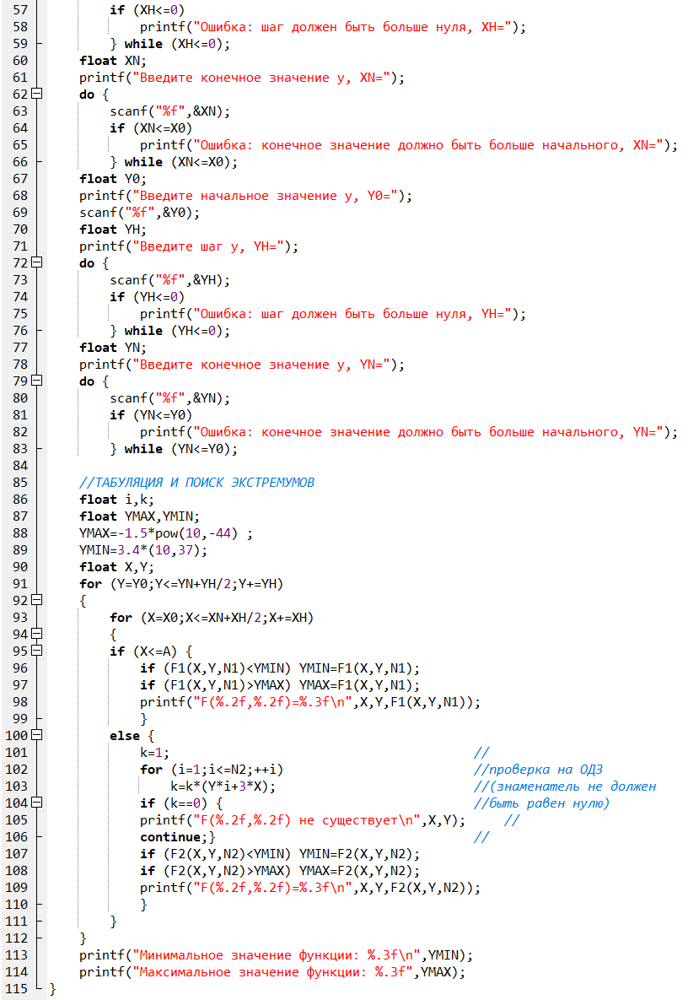 57 if (XH<=0)
58 printf("Ошибка: шаг должен быть больше нуля, XH=");
59 } while (XH<=0);
60 float XN;
61 printf("Введите конечное значение y, XN=");
62 do {
63 scanf("%f",&XN);
64 if (XN<=X0)
65 printf("Ошибка: конечное значение должно быть больше начального, XN=");
66 } while (XN<=X0);
67 float Y0;
68 printf("Введите начальное значение y, Y0=");
69 scanf("%f",&Y0);
70 float YH;
71 printf("Введите шаг y, YH=");
72 do {
73 scanf("%f",&YH);
74 if (YH<=0)
75 printf("Ошибка: шаг должен быть больше нуля, YH=");
76 } while (YH<=0);
77 float YN;
78 printf("Введите конечное значение y, YN=");
79 do {
80 scanf("%f",&YN);
81 if (YN<=Y0)
82 printf("Ошибка: конечное значение должно быть больше начального, YN=");
83 } while (YN<=Y0);
84
85 //ТАБУЛЯЦИЯ И ПОИСК ЭКСТРЕМУМОВ
86 float i,k;
87 float YMAX,YMIN;
88 YMAX=-1.5*pow(10,-44) ;
89 YMIN=3.4*(10,37);
90 float X,Y;
91 for (Y=Y0;Y<=YN+YH/2;Y+=YH)
92 {
93 for (X=X0;X<=XN+XH/2;X+=XH)
94 {
95 if (X<=A) {
96 if (F1(X,Y,N1)<YMIN) YMIN=F1(X,Y,N1);
97 if (F1(X,Y,N1)>YMAX) YMAX=F1(X,Y,N1);
98 printf("F(%.2f,%.2f)=%.3f\n",X,Y,F1(X,Y,N1));
99 }
100 else {
101 k=1; //
102 for (i=1;i<=N2;++i) //проверка на ОДЗ
103 k=k*(Y*i+3*X); //(знаменатель не должен
104 if (k==0) { //быть равен нулю)
105 printf("F(%.2f,%.2f) не существует\n",X,Y); //
106 continue;} //
107 if (F2(X,Y,N2)<YMIN) YMIN=F2(X,Y,N2);
108 if (F2(X,Y,N2)>YMAX) YMAX=F2(X,Y,N2);
109 printf("F(%.2f,%.2f)=%.3f\n",X,Y,F2(X,Y,N2));
110 }
111 }
112 }
113 printf("Минимальное значение функции: %.3f\n",YMIN);
114 printf("Максимальное значение функции: %.3f",YMAX);
115 }